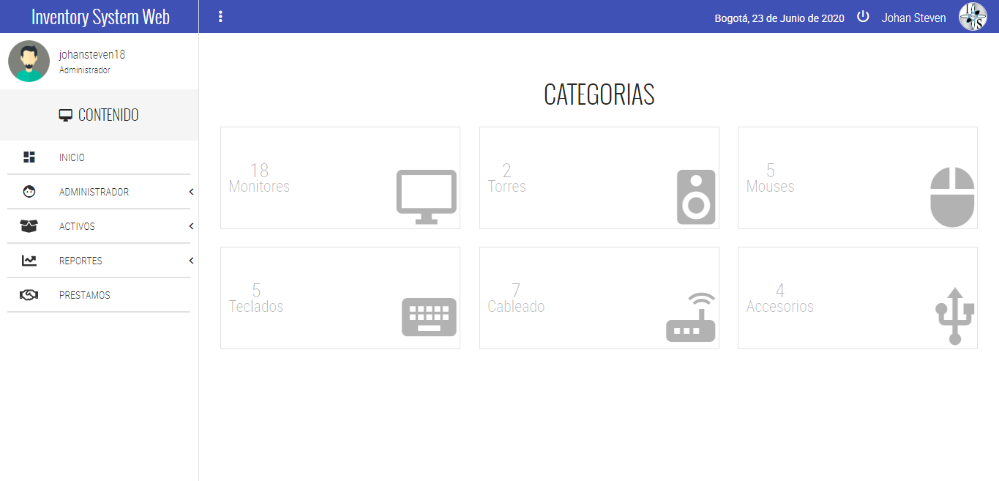 Inventory System Web
Bogotá, 23 de Junio de 2020
Johan Steven
johansteven18
Administrador
CONTENIDO
INICIO
ADMINISTRADOR
ACTIVOS
REPORTES
PRESTAMOS
CATEGORIAS
18
Monitores
2
Torres
5
Mouses
5
Teclados
7
Cableado
4
Accesorios